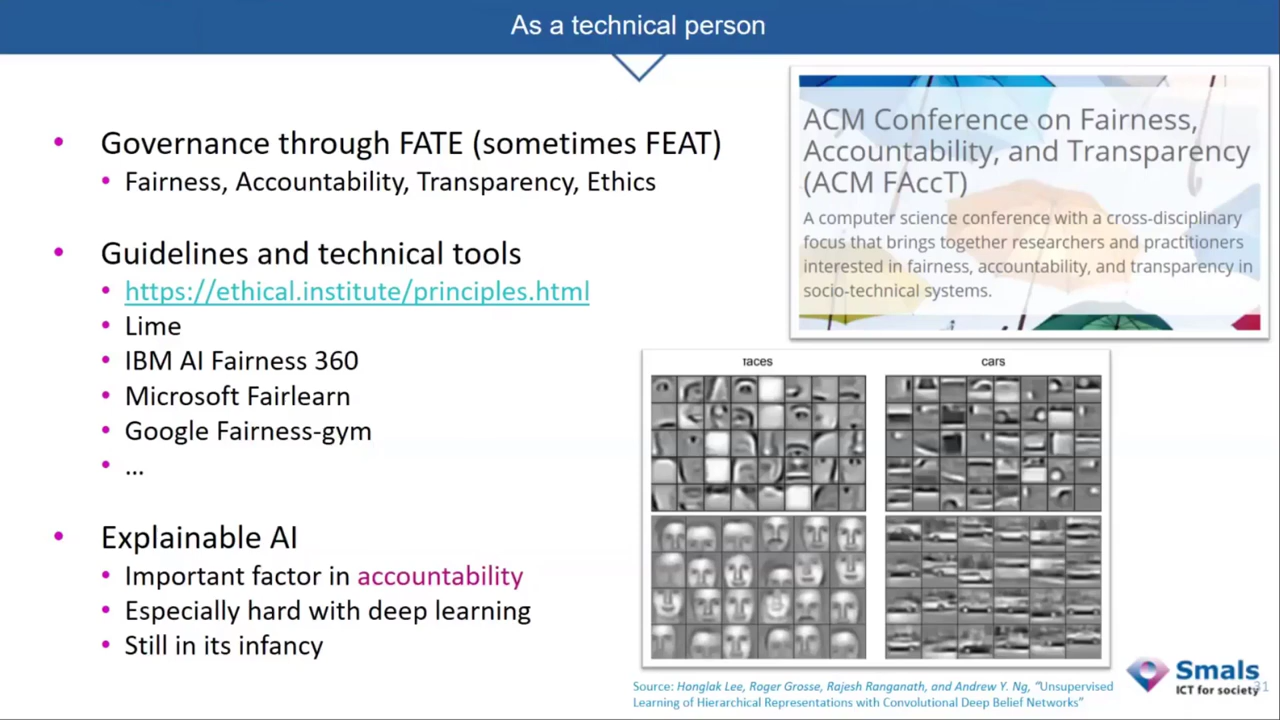 As a technical person
• Governance through FATE (sometimes FEAT)
• Fairness, Accountability, Transparency, Ethics
• Guidelines and technical tools
• https://ethical.institute/principles.html
• Lime
• IBM AI Fairness 360
• Microsoft Fairlearn
• Google Fairness-gym
• ...
• Explainable AI
• Important factor in accountability
• Especially hard with deep learning
• Still in its infancy
ACM Conference on Fairness,
Accountability, and Transparency
(ACM FAccT)
A computer science conference with a cross-disciplinary
focus that brings together researchers and practitioners
interested in fairness, accountability, and transparency in
socio-technical systems.
faces
cars
Source: Honglak Lee, Roger Grosse, Rajesh Ranganath, and Andrew Y. Ng, “Unsupervised
Learning of Hierarchical Representations with Convolutional Deep Belief Networks”
Smals
ICT for society
31